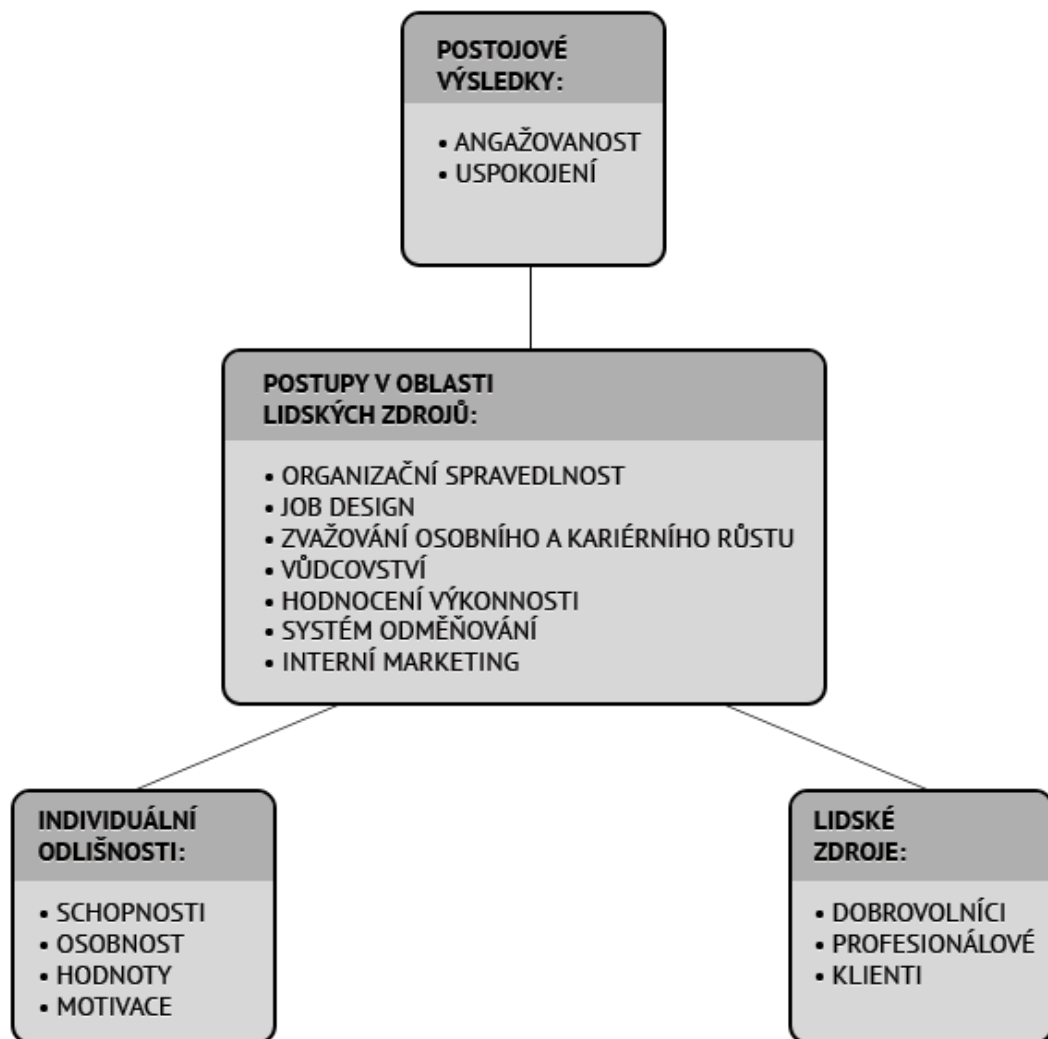 POSTOJOVÉ
VÝSLEDKY:
• ANGAŽOVANOST
• USPOKOJENÍ
POSTUPY V OBLASTI
LIDSKÝCH ZDROJŮ:
• ORGANIZAČNÍ SPRAVEDLNOST
• JOB DESIGN
• ZVAŽOVÁNÍ OSOBNÍHO A KARIÉRNÍHO RŮSTU
• VŮDCOVSTVÍ
• HODNOCENÍ VÝKONNOSTI
• SYSTÉM ODMĚŇOVÁNÍ
• INTERNÍ MARKETING
INDIVIDUÁLNÍ
ODLIŠNOSTI:
• SCHOPNOSTI
• OSOBNOST
• HODNOTY
• MOTIVACE
LIDSKÉ
ZDROJE:
• DOBROVOLNÍCI
• PROFESIONÁLOVÉ
• KLIENTI